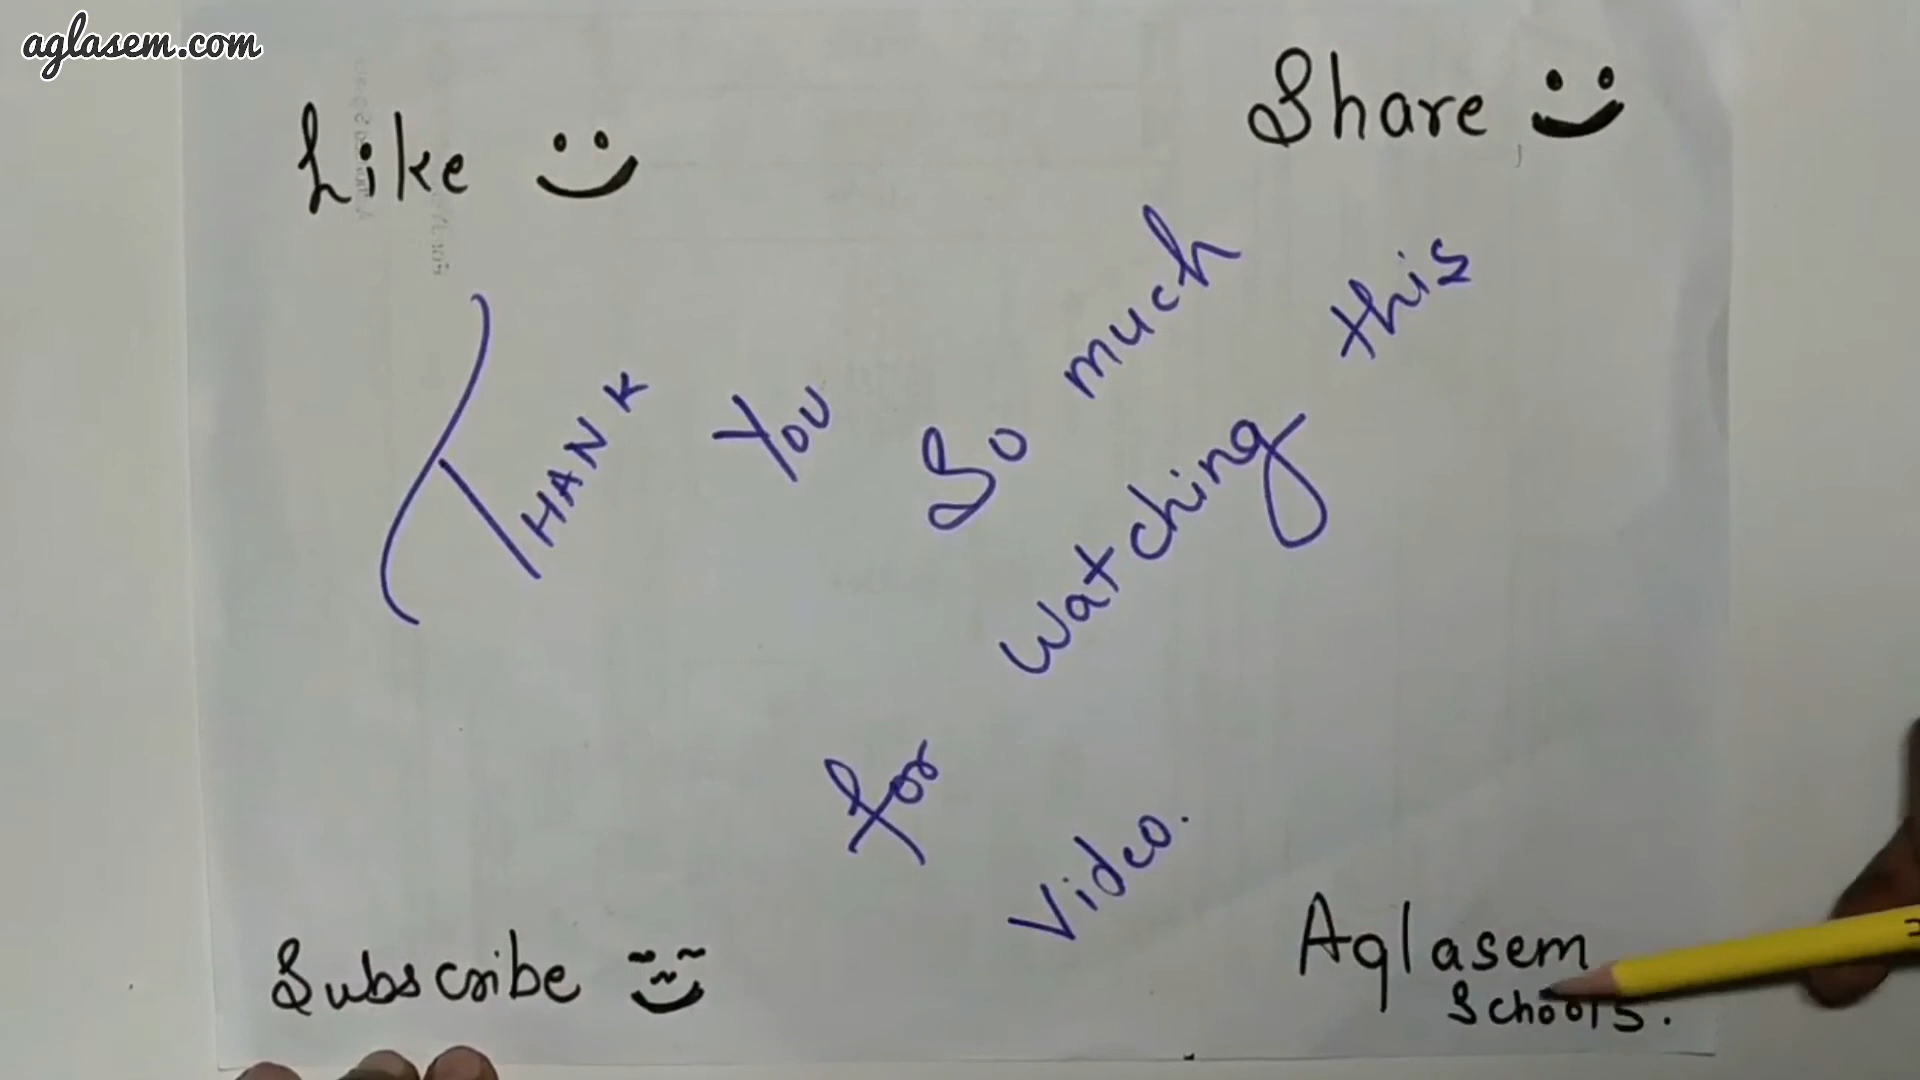 aglasem.com
Like
Share
THANK YOU So much
for watching this
Video.
Subscribe
Aglasem
Schools.